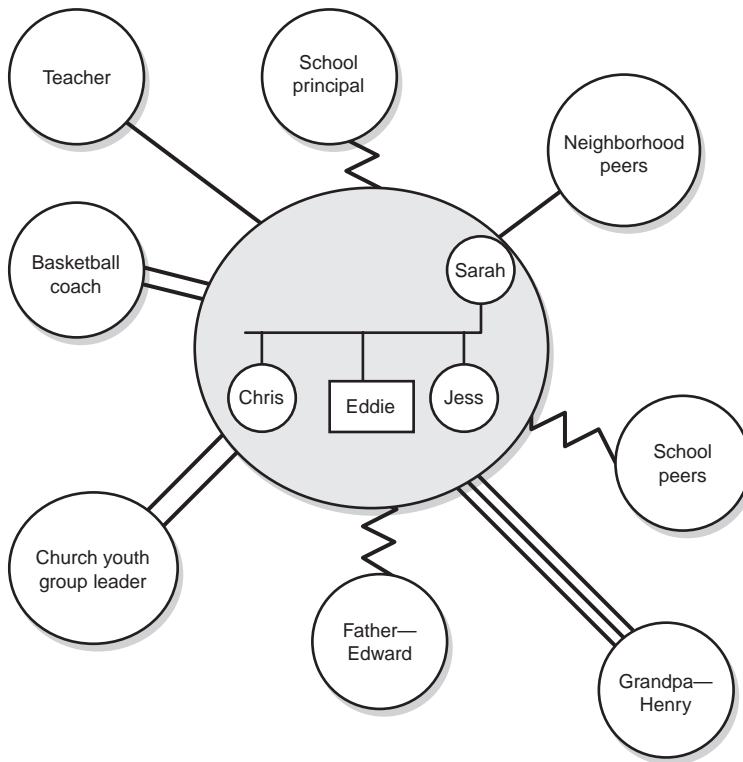 Teacher
School
principal
Neighborhood
peers
Basketball
coach
Sarah
Chris
Eddie
Jess
School
peers
Church youth
group leader
Father—
Edward
Grandpa—
Henry